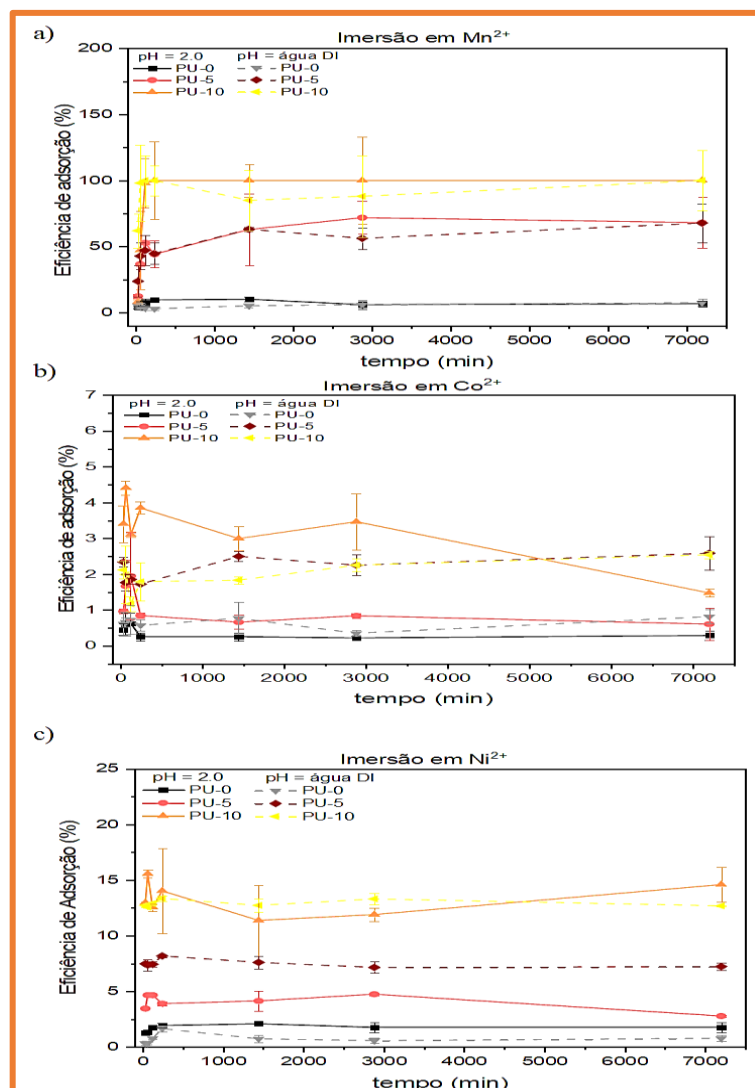 a)
Imersão em Mn²⁺
200
150
100
50
0
Eficiência de adsorção (%)
pH = 2.0 pH = água DI
PU-0 PU-0
PU-5 PU-5
PU-10 PU-10
0 1000 2000 3000 4000 5000 6000 7000
tempo (min)
b)
Imersão em Co²⁺
7
6
5
4
3
2
1
0
Eficiência de adsorção (%)
pH = 2.0 pH = água DI
PU-0 PU-0
PU-5 PU-5
PU-10 PU-10
0 1000 2000 3000 4000 5000 6000 7000
tempo (min)
c)
Imersão em Ni²⁺
25
20
15
10
5
0
Eficiência de Adsorção (%)
pH = 2.0 pH = água DI
PU-0 PU-0
PU-5 PU-5
PU-10 PU-10
0 1000 2000 3000 4000 5000 6000 7000
tempo (min)